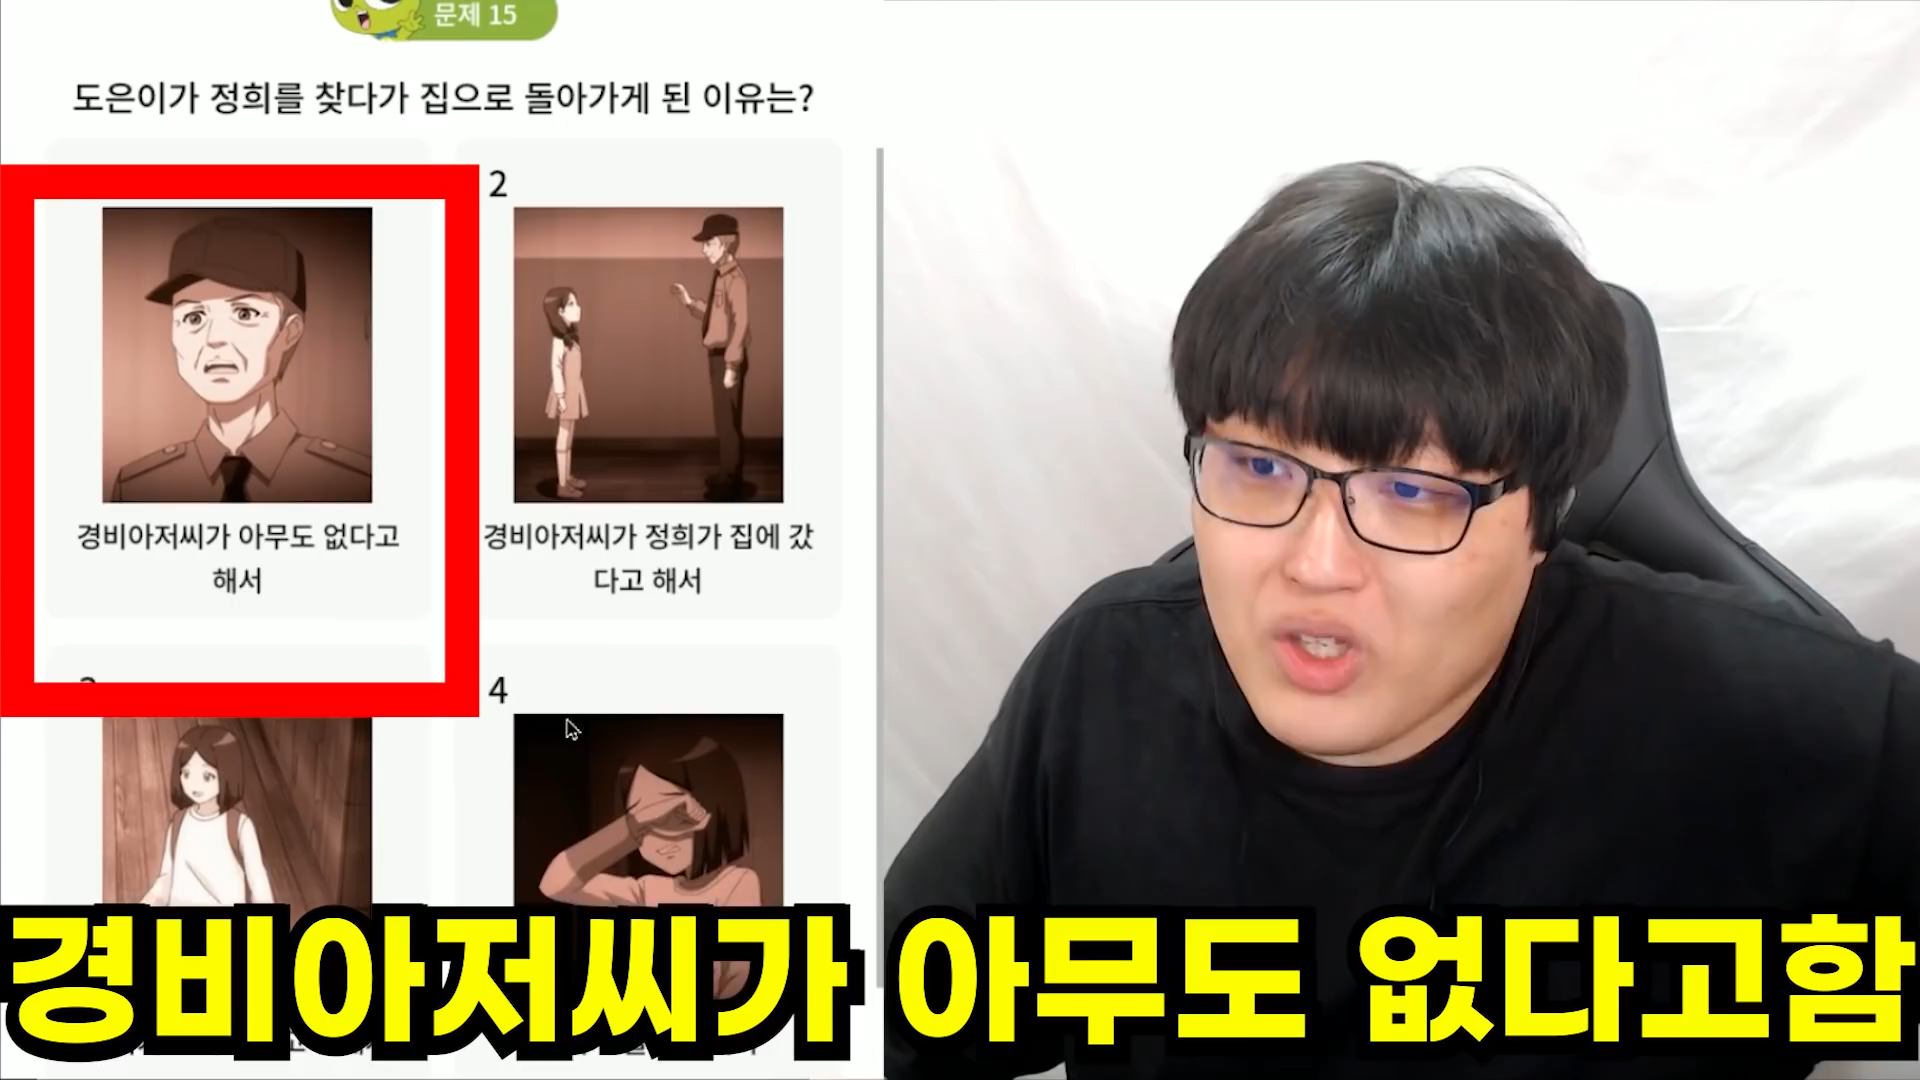 문제 15
도은이가 정희를 찾다가 집으로 돌아가게 된 이유는?
2
경비아저씨가 아무도 없다고
해서
경비아저씨가 정희가 집에 갔
다고 해서
4
경비아저씨가 아무도 없다고함